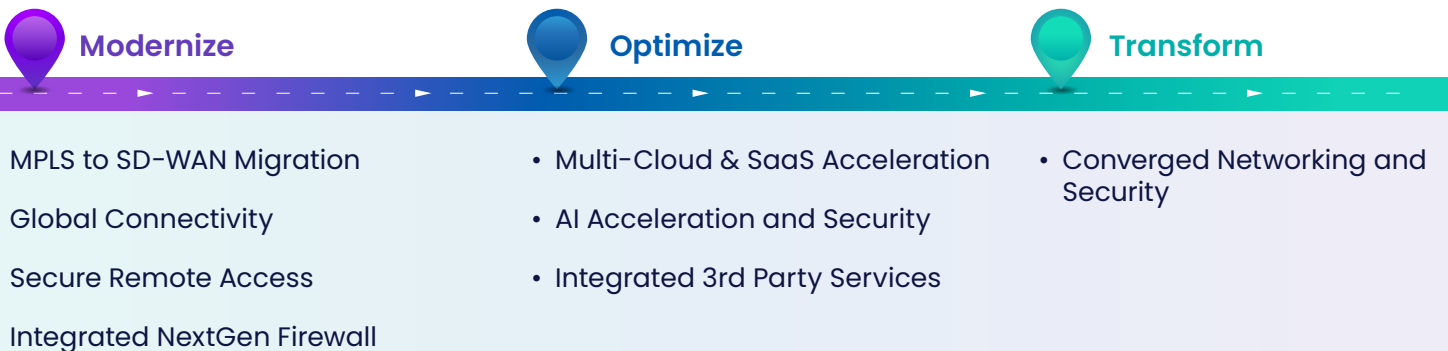 Modernize
MPLS to SD-WAN Migration
Global Connectivity
Secure Remote Access
Integrated NextGen Firewall
Optimize
• Multi-Cloud & SaaS Acceleration
• AI Acceleration and Security
• Integrated 3rd Party Services
Transform
• Converged Networking and
Security